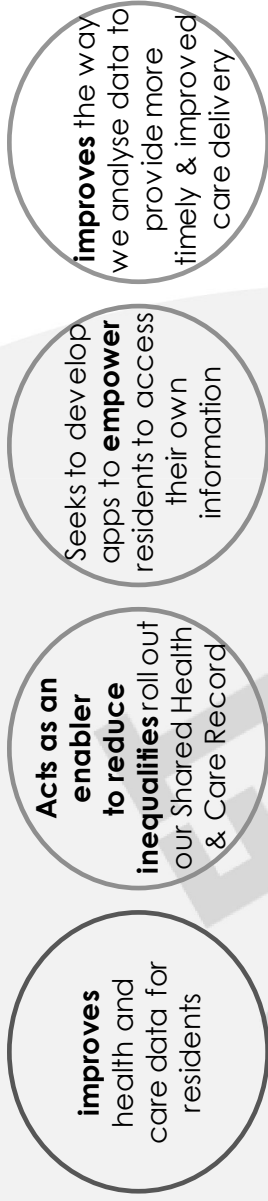 improves
health and
care data for
residents
Acts as an
enabler
to reduce
inequalities roll out
our Shared Health
& Care Record
Seeks to develop
apps to empower
residents to access
their own
information
improves the way
we analyse data to
provide more
timely & improved
care delivery